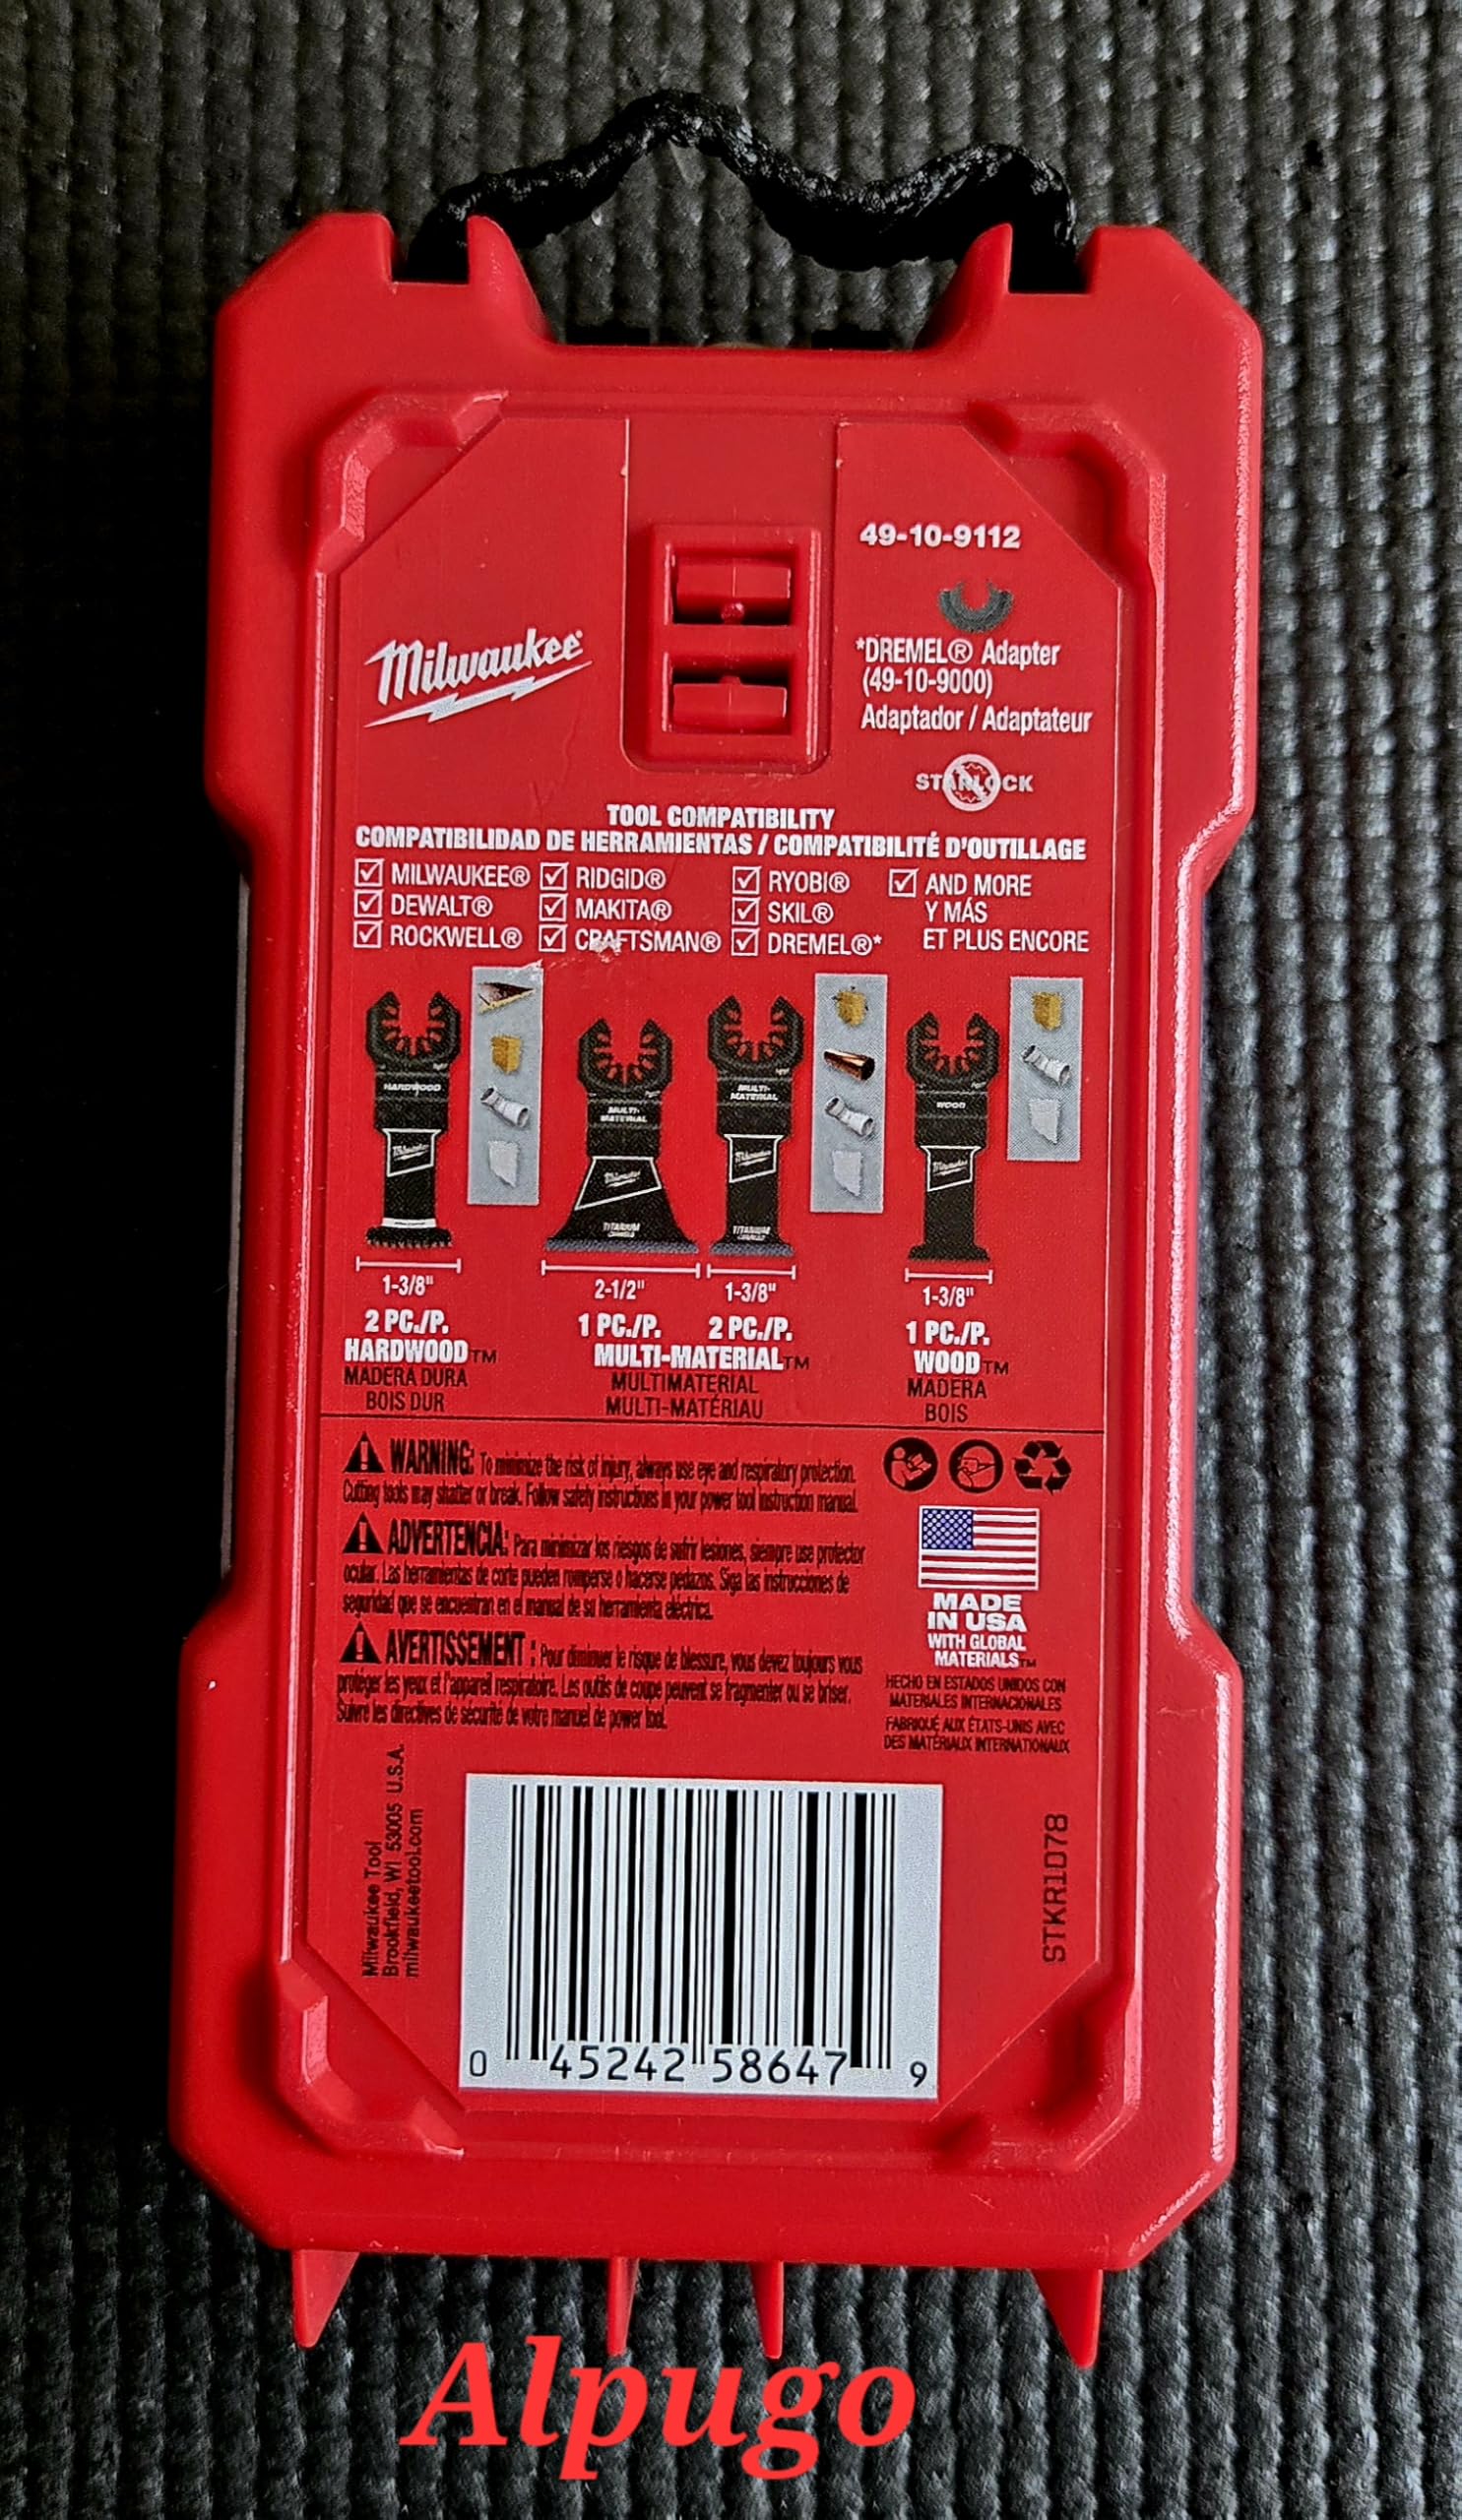 Milwaukee
49-10-9112
*DREMEL® Adapter
(49-10-9000)
Adaptador / Adaptateur
STARLOCK
TOOL COMPATIBILITY
COMPATIBILIDAD DE HERRAMIENTAS / COMPATIBILITÉ D'OUTILLAGE
MILWAUKEE® RIDGID® RYOBI® AND MORE
DEWALT® MAKITA® SKIL® Y MÁS
ROCKWELL® CRAFTSMAN® DREMEL®* ET PLUS ENCORE
HARDWOOD
Milwaukee
MULTI-
MATERIAL
Milwaukee
TITANIUM
MULTI-
MATERIAL
Milwaukee
TITANIUM
WOOD
Milwaukee
1-3/8" 2-1/2" 1-3/8" 1-3/8"
2 PC./P. 1 PC./P. 2 PC./P. 1 PC./P.
HARDWOOD™ MULTI-MATERIAL™ WOOD™
MADERA DURA MULTIMATERIAL MADERA
BOIS DUR MULTI-MATÉRIAU BOIS
WARNING: To minimize the risk of injury, always use eye and respiratory protection.
Cutting tools may shatter or break. Follow safety instructions in your power tool instruction manual.
ADVERTENCIA: Para minimizar los riesgos de sufrir lesiones, siempre use protector
ocular. Las herramientas de corte pueden romperse o hacerse pedazos. Siga las instrucciones de
seguridad que se encuentran en el manual de su herramienta eléctrica.
AVERTISSEMENT : Pour diminuer le risque de blessure, vous devez toujours vous
protéger les yeux et l'appareil respiratoire. Les outils de coupe peuvent se fragmenter ou se briser.
Suivre les directives de sécurité de votre manuel de power tool.
MADE
IN USA
WITH GLOBAL
MATERIALS™
HECHO EN ESTADOS UNIDOS CON
MATERIALES INTERNACIONALES
FABRIQUÉ AUX ÉTATS-UNIS AVEC
DES MATÉRIAUX INTERNATIONAUX
Milwaukee Tool
Brookfield, WI 53005 U.S.A.
milwaukeetool.com
STKR1D78
0 45242 58647 9
Alpugo